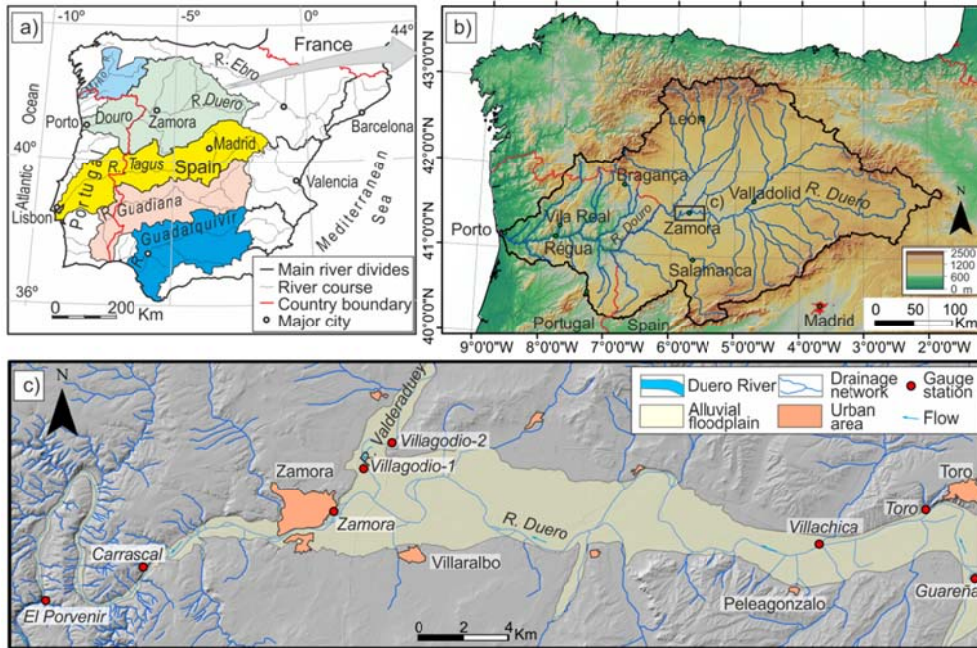 a)
-10°
-5°
0°
44°
France
R. Ebro
R. Duero
Douro
Porto
Zamora
Barcelona
Atlantic Ocean
40°
Madrid
R. Tagus
Spain
Portugal
Valencia
Lisbon
Guadiana
Guadalquivir
Mediterranean Sea
36°
0 200
Km
Main river divides
River course
Country boundary
Major city
b)
43°0'0"N
42°0'0"N
41°0'0"N
40°0'0"N
León
Bragança
Valladolid
R. Duero
c)
Vila Real
R. Douro
Zamora
Porto
Régua
Salamanca
2500
1200
600
0 m
N
Portugal
Spain
Madrid
0 50 100
Km
9°0'0"W 8°0'0"W 7°0'0"W 6°0'0"W 5°0'0"W 4°0'0"W 3°0'0"W 2°0'0"W
c)
N
Duero River
Drainage network
Gauge station
Alluvial floodplain
Urban area
Flow
Valderaduey
Villagodio-2
Villagodio-1
Zamora
Zamora
Toro
Toro
R. Duero
Villachica
Carrascal
Villaralbo
Peleagonzalo
Guareña
El Porvenir
0 2 4
Km